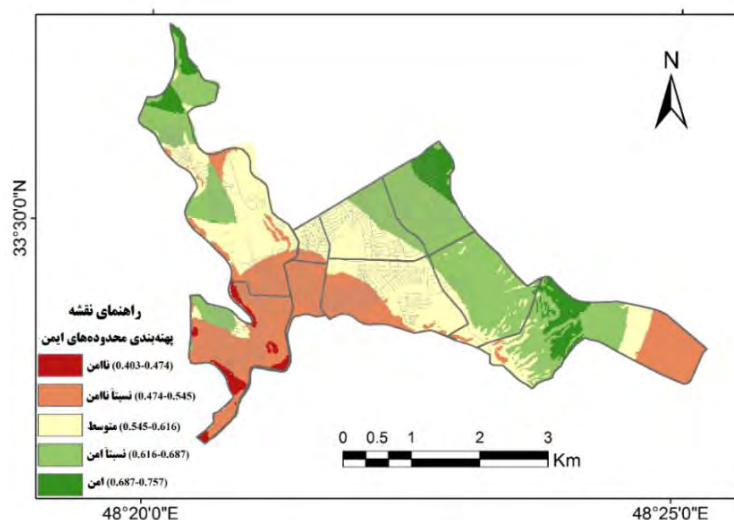 N
33°30'0"N
راهنمای نقشه
پهنه‌بندی محدوده‌های ایمن
ناامن (0.403-0.474)
نسبتاً ناامن (0.474-0.545)
متوسط (0.545-0.616)
نسبتاً امن (0.616-0.687)
امن (0.687-0.757)
0 0.5 1 2 3
Km
48°20'0"E
48°25'0"E